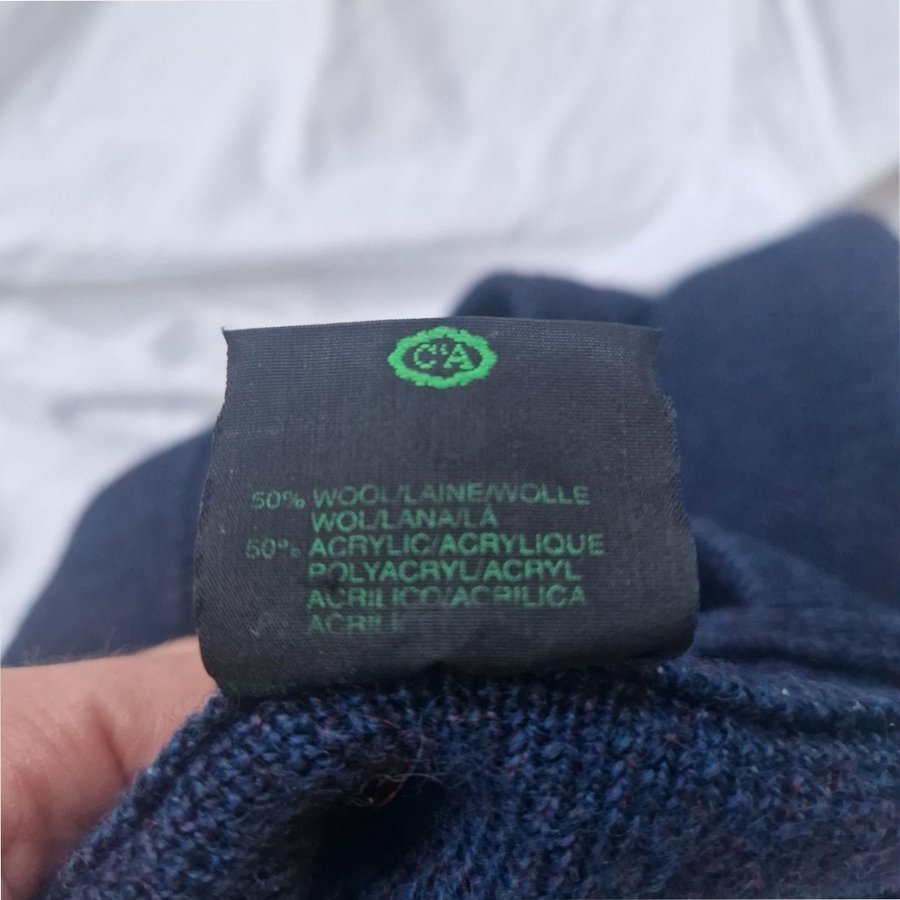 C&A
50% WOOL/LAINE/WOLLE
WOL/LANA/LÃ
50% ACRYLIC/ACRYLIQUE
POLYACRYL/ACRYL
ACRILICO/ACRILICA